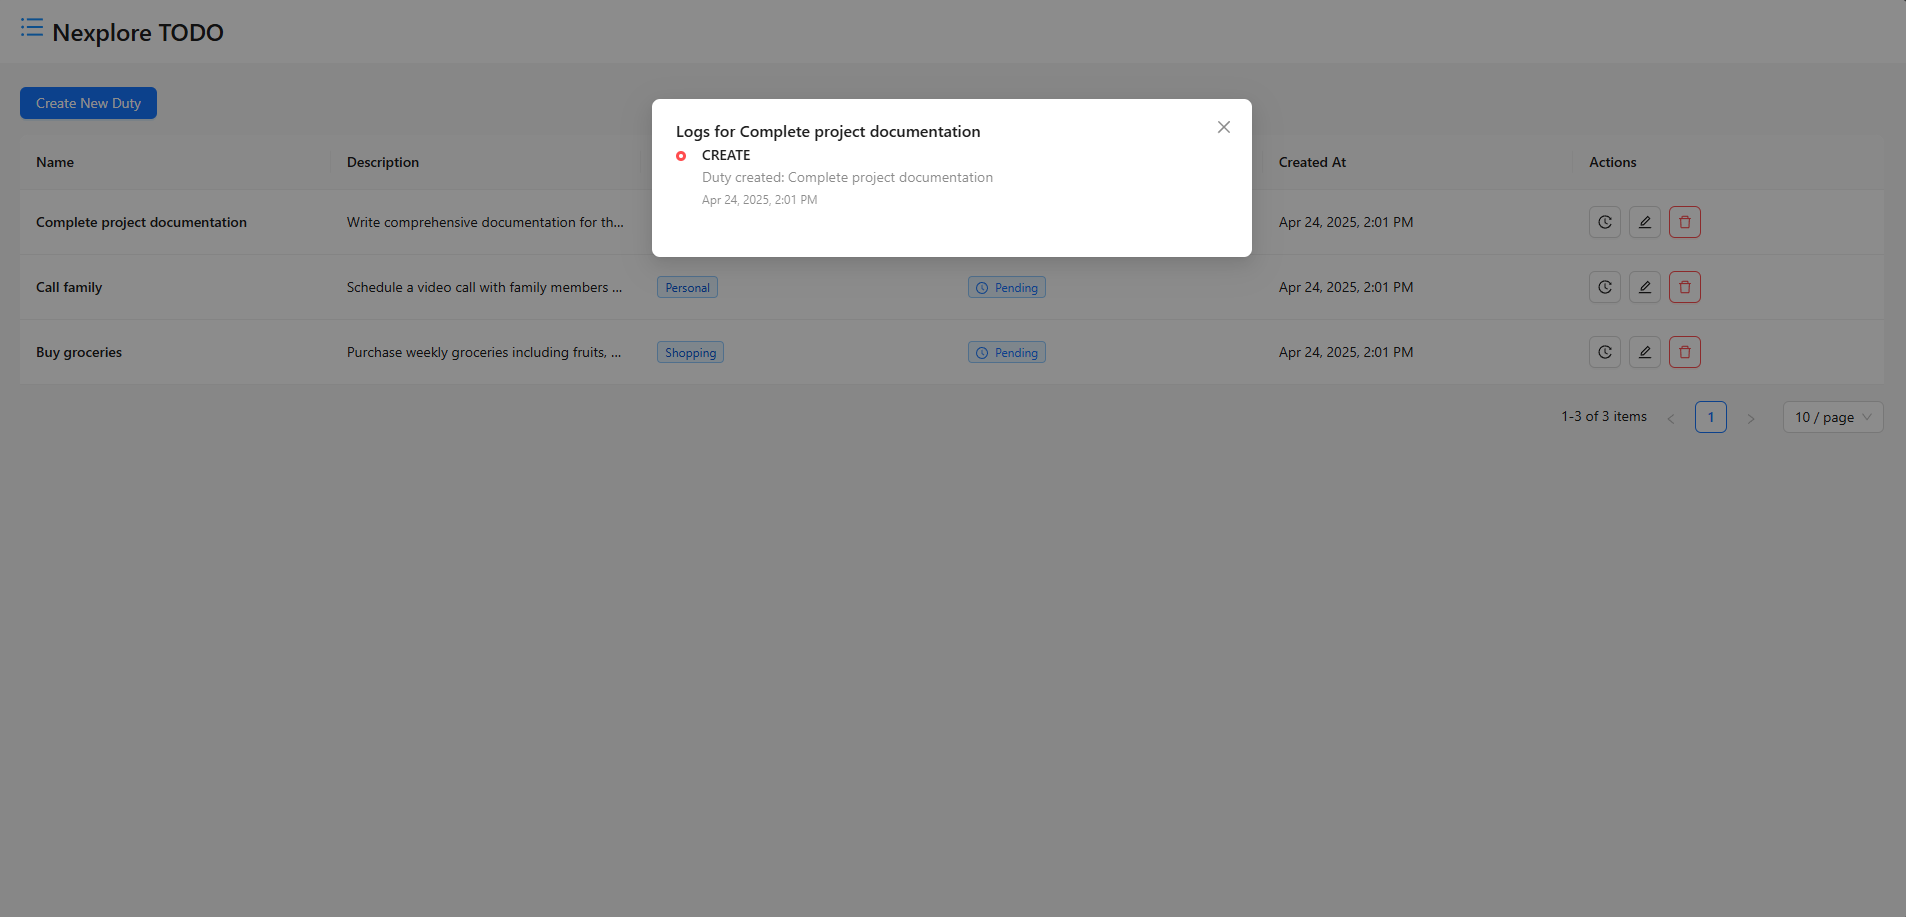 Nexplore TODO
Create New Duty
Logs for Complete project documentation
CREATE
Duty created: Complete project documentation
Apr 24, 2025, 2:01 PM
Name Description Created At Actions
Complete project documentation Write comprehensive documentation for th... Apr 24, 2025, 2:01 PM
Call family Schedule a video call with family members ... Personal Pending Apr 24, 2025, 2:01 PM
Buy groceries Purchase weekly groceries including fruits, ... Shopping Pending Apr 24, 2025, 2:01 PM
1-3 of 3 items < 1 > 10 / page